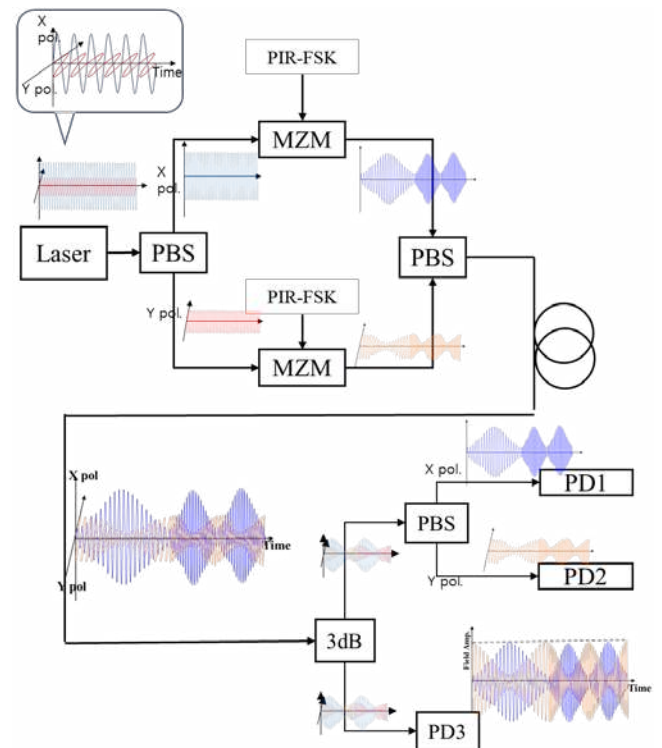 X
pol.
Time
Y pol.
PIR-FSK
MZM
X
pol.
Laser
PBS
PBS
Y pol.
PIR-FSK
MZM
X pol
Time
Y pol
X pol.
PD1
PBS
Y pol.
PD2
3dB
Field Amp.
Time
PD3